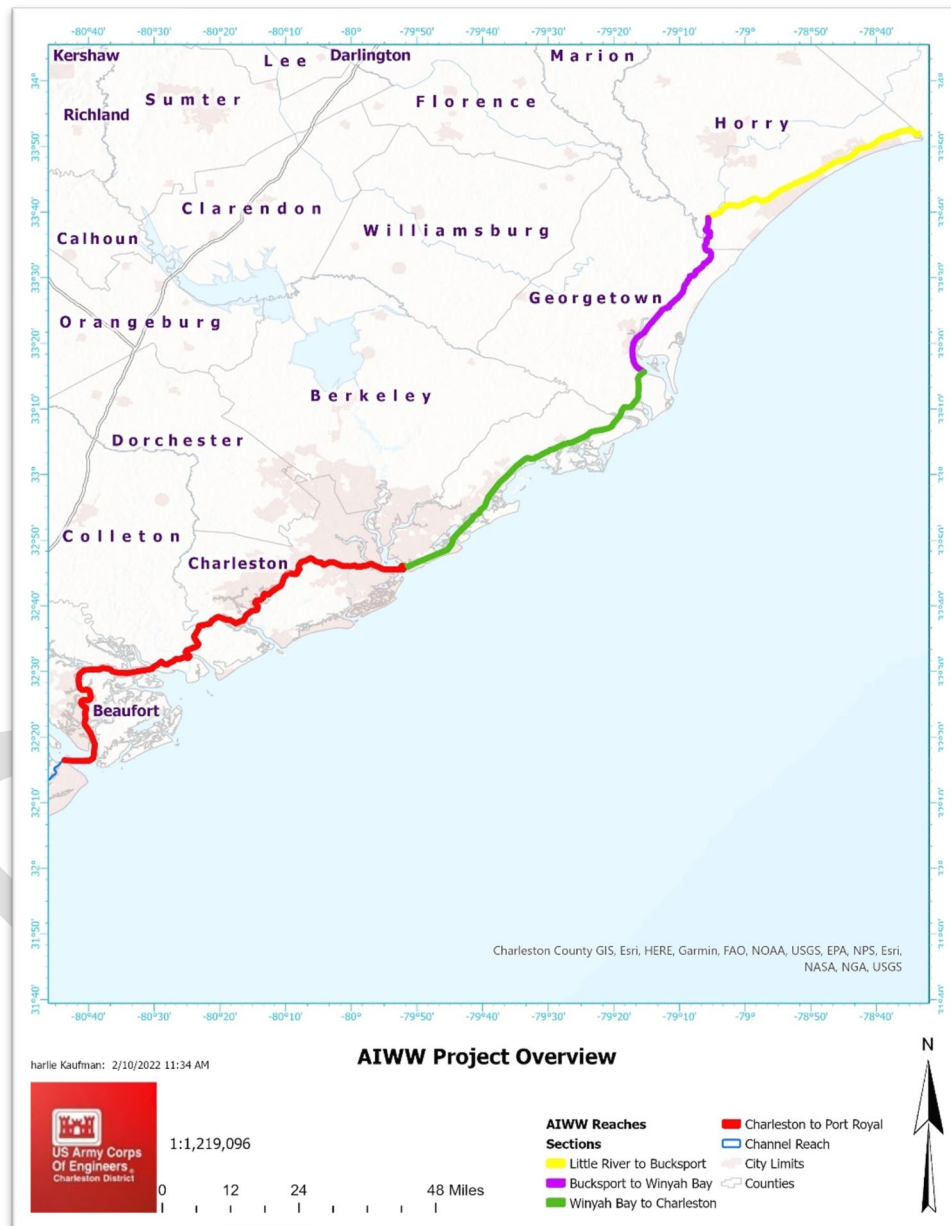 Kershaw
Lee
Darlington
Marion
Sumter
Florence
Richland
Horry
Clarendon
Williamsburg
Calhoun
Georgetown
Orangeburg
Berkeley
Dorchester
Colleton
Charleston
Beaufort
34°
33°50'
33°40'
33°30'
33°20'
33°10'
33°
32°50'
32°40'
32°30'
32°20'
32°10'
32°
31°50'
31°40'
-80°40' -80°30' -80°20' -80°10' -80° -79°50' -79°40' -79°30' -79°20' -79°10' -79° -78°50' -78°40'
-80°40' -80°30' -80°20' -80°10' -80° -79°50' -79°40' -79°30' -79°20' -79°10' -79° -78°50' -78°40'
Charleston County GIS, Esri, HERE, Garmin, FAO, NOAA, USGS, EPA, NPS, Esri,
NASA, NGA, USGS
harlie Kaufman: 2/10/2022 11:34 AM
AIWW Project Overview
N
US Army Corps
Of Engineers®
Charleston District
1:1,219,096
0 12 24 48 Miles
AIWW Reaches
Sections
Little River to Bucksport
Bucksport to Winyah Bay
Winyah Bay to Charleston
Charleston to Port Royal
Channel Reach
City Limits
Counties